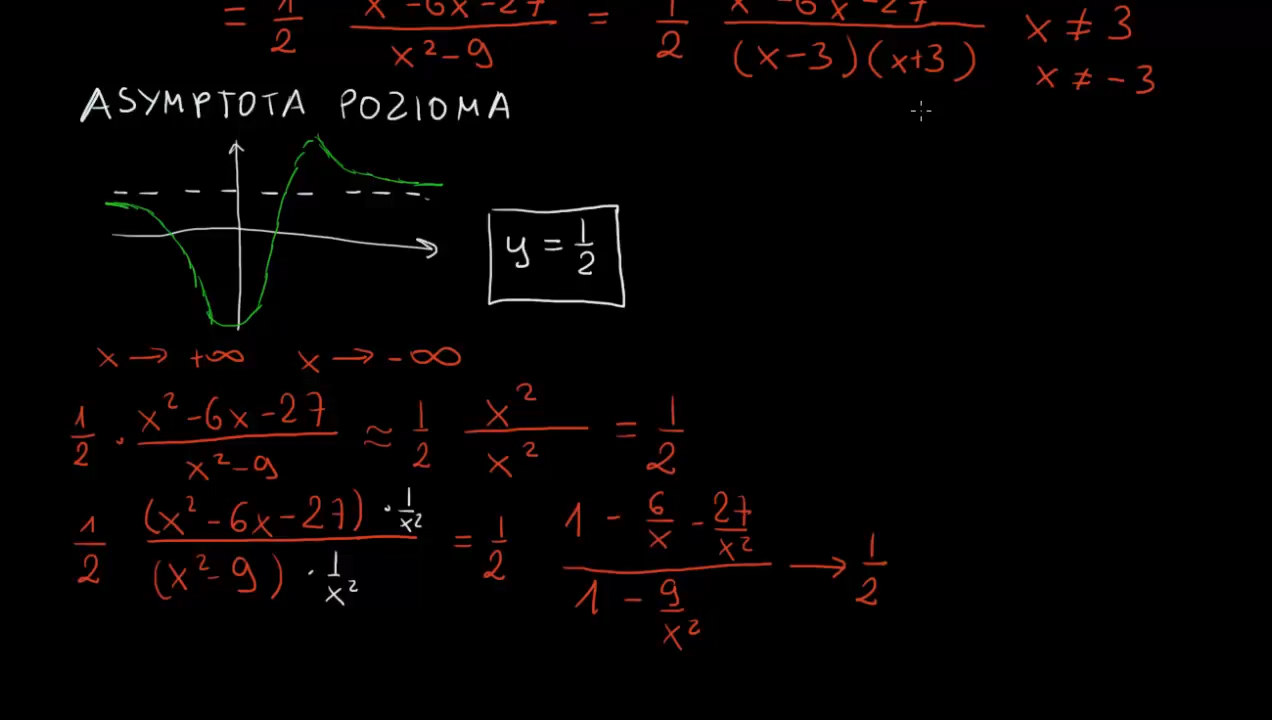 = 1/2 x²-6x-27 / x²-9 = 1/2 x²-6x-27 / (x-3)(x+3) x ≠ 3
x ≠ -3
ASYMPTOTA POZIOMA
y = 1/2
x → +∞ x → -∞
1/2 · x²-6x-27 / x²-9 ≈ 1/2 x²/x² = 1/2
1/2 (x²-6x-27) · 1/x² / (x²-9) · 1/x² = 1/2 1 - 6/x - 27/x² / 1 - 9/x² → 1/2